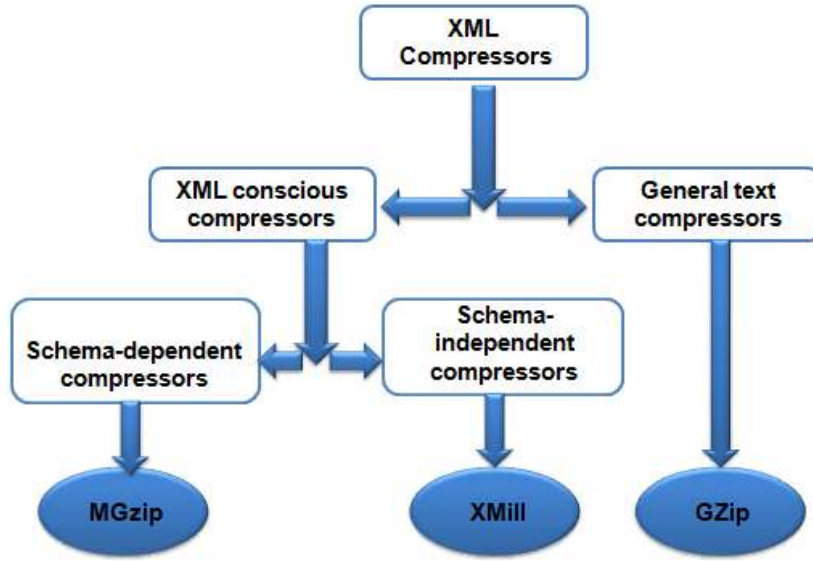 XML
Compressors
XML conscious
compressors
General text
compressors
Schema-dependent
compressors
Schema-
independent
compressors
MGzip
XMill
GZip